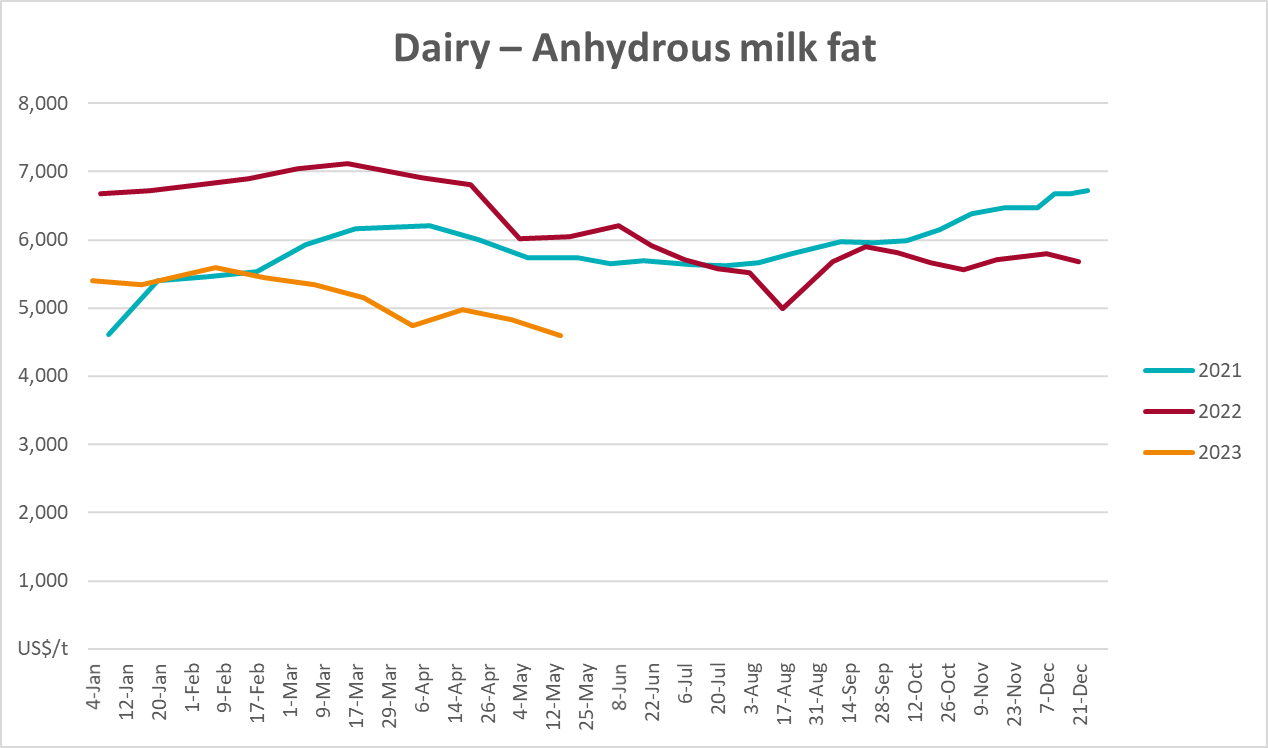 Dairy – Anhydrous milk fat
8,000
7,000
6,000
5,000
4,000
3,000
2,000
1,000
US$/t
2021
2022
2023
4-Jan
12-Jan
20-Jan
1-Feb
9-Feb
17-Feb
1-Mar
9-Mar
17-Mar
29-Mar
6-Apr
14-Apr
26-Apr
4-May
12-May
25-May
8-Jun
22-Jun
6-Jul
20-Jul
3-Aug
17-Aug
31-Aug
14-Sep
28-Sep
12-Oct
26-Oct
9-Nov
23-Nov
7-Dec
21-Dec